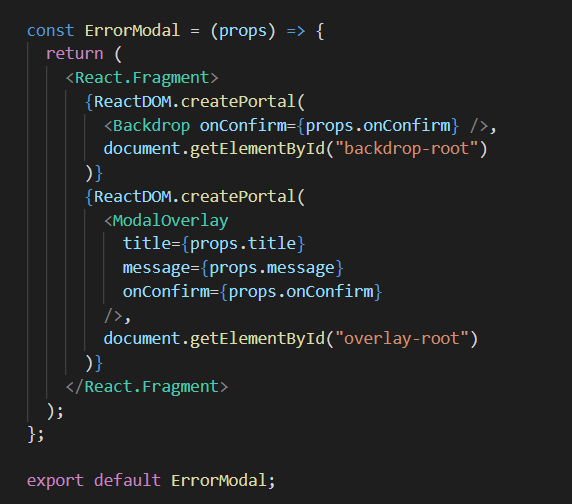 const ErrorModal = (props) => {
  return (
    <React.Fragment>
      {ReactDOM.createPortal(
        <Backdrop onConfirm={props.onConfirm} />,
        document.getElementById("backdrop-root")
      )}
      {ReactDOM.createPortal(
        <ModalOverlay
          title={props.title}
          message={props.message}
          onConfirm={props.onConfirm}
        />,
        document.getElementById("overlay-root")
      )}
    </React.Fragment>
  );
};

export default ErrorModal;